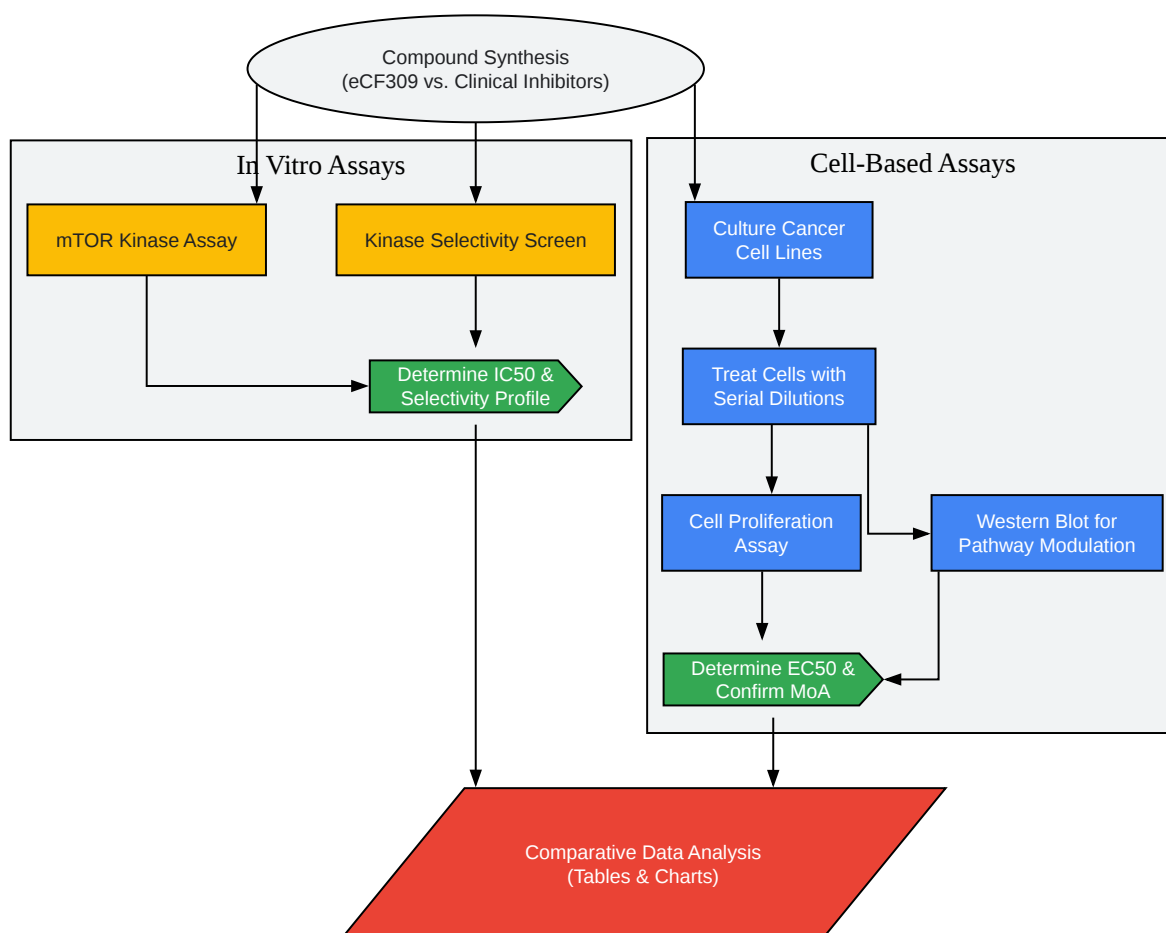 Compound Synthesis
(eCF309 vs. Clinical Inhibitors)
In Vitro Assays
mTOR Kinase Assay
Kinase Selectivity Screen
Determine IC50 &
Selectivity Profile
Cell-Based Assays
Culture Cancer
Cell Lines
Treat Cells with
Serial Dilutions
Cell Proliferation
Assay
Western Blot for
Pathway Modulation
Determine EC50 &
Confirm MoA
Comparative Data Analysis
(Tables & Charts)